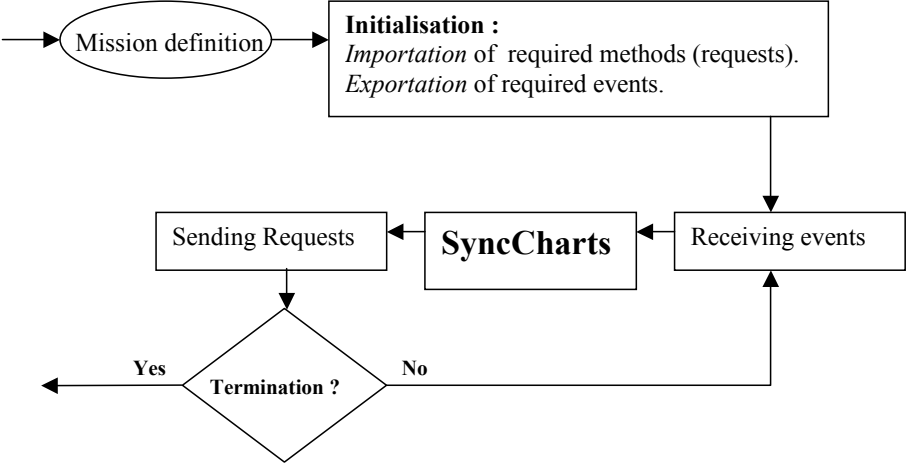 Mission definition
Initialisation :
Importation of required methods (requests).
Exportation of required events.
Sending Requests
SyncCharts
Receiving events
Yes
No
Termination ?